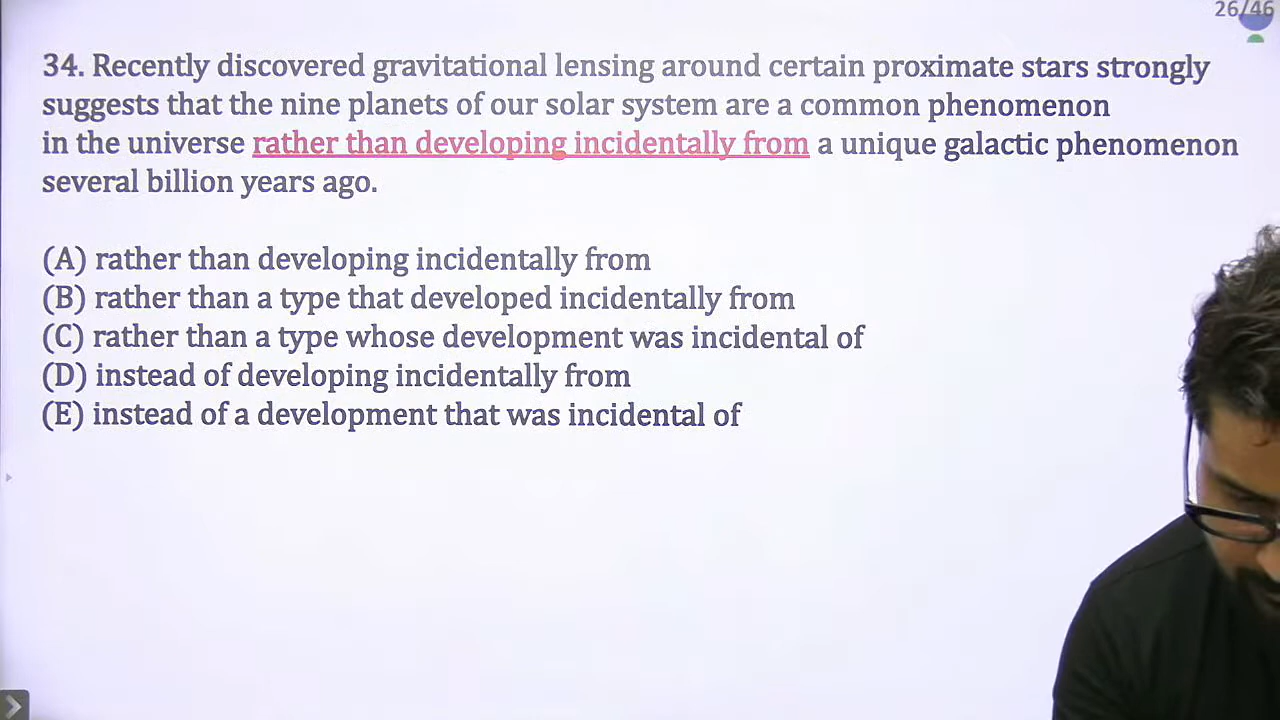 26/46
34. Recently discovered gravitational lensing around certain proximate stars strongly
suggests that the nine planets of our solar system are a common phenomenon
in the universe rather than developing incidentally from a unique galactic phenomenon
several billion years ago.
(A) rather than developing incidentally from
(B) rather than a type that developed incidentally from
(C) rather than a type whose development was incidental of
(D) instead of developing incidentally from
(E) instead of a development that was incidental of